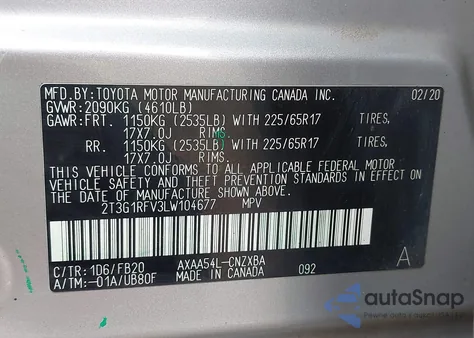 MFD.BY:TOYOTA MOTOR MANUFACTURING CANADA INC. 02/20
GVWR:2090KG (4610LB)
GAWR:FRT. 1150KG (2535LB) WITH 225/65R17 TIRES,
17X7.0J RIMS.
RR. 1150KG (2535LB) WITH 225/65R17 TIRES,
17X7.0J RIMS.
THIS VEHICLE CONFORMS TO ALL APPLICABLE FEDERAL MOTOR
VEHICLE SAFETY STANDARDS IN EFFECT ON THE DATE OF
MANUFACTURE SHOWN ABOVE.
2T3G1RFV3LW104677 MPV
A
C/TR:1D6/FB20 AXAA54L-CNZXBA
A/TM:-01A/UB80F MADE IN CANADA 092
autoSnap